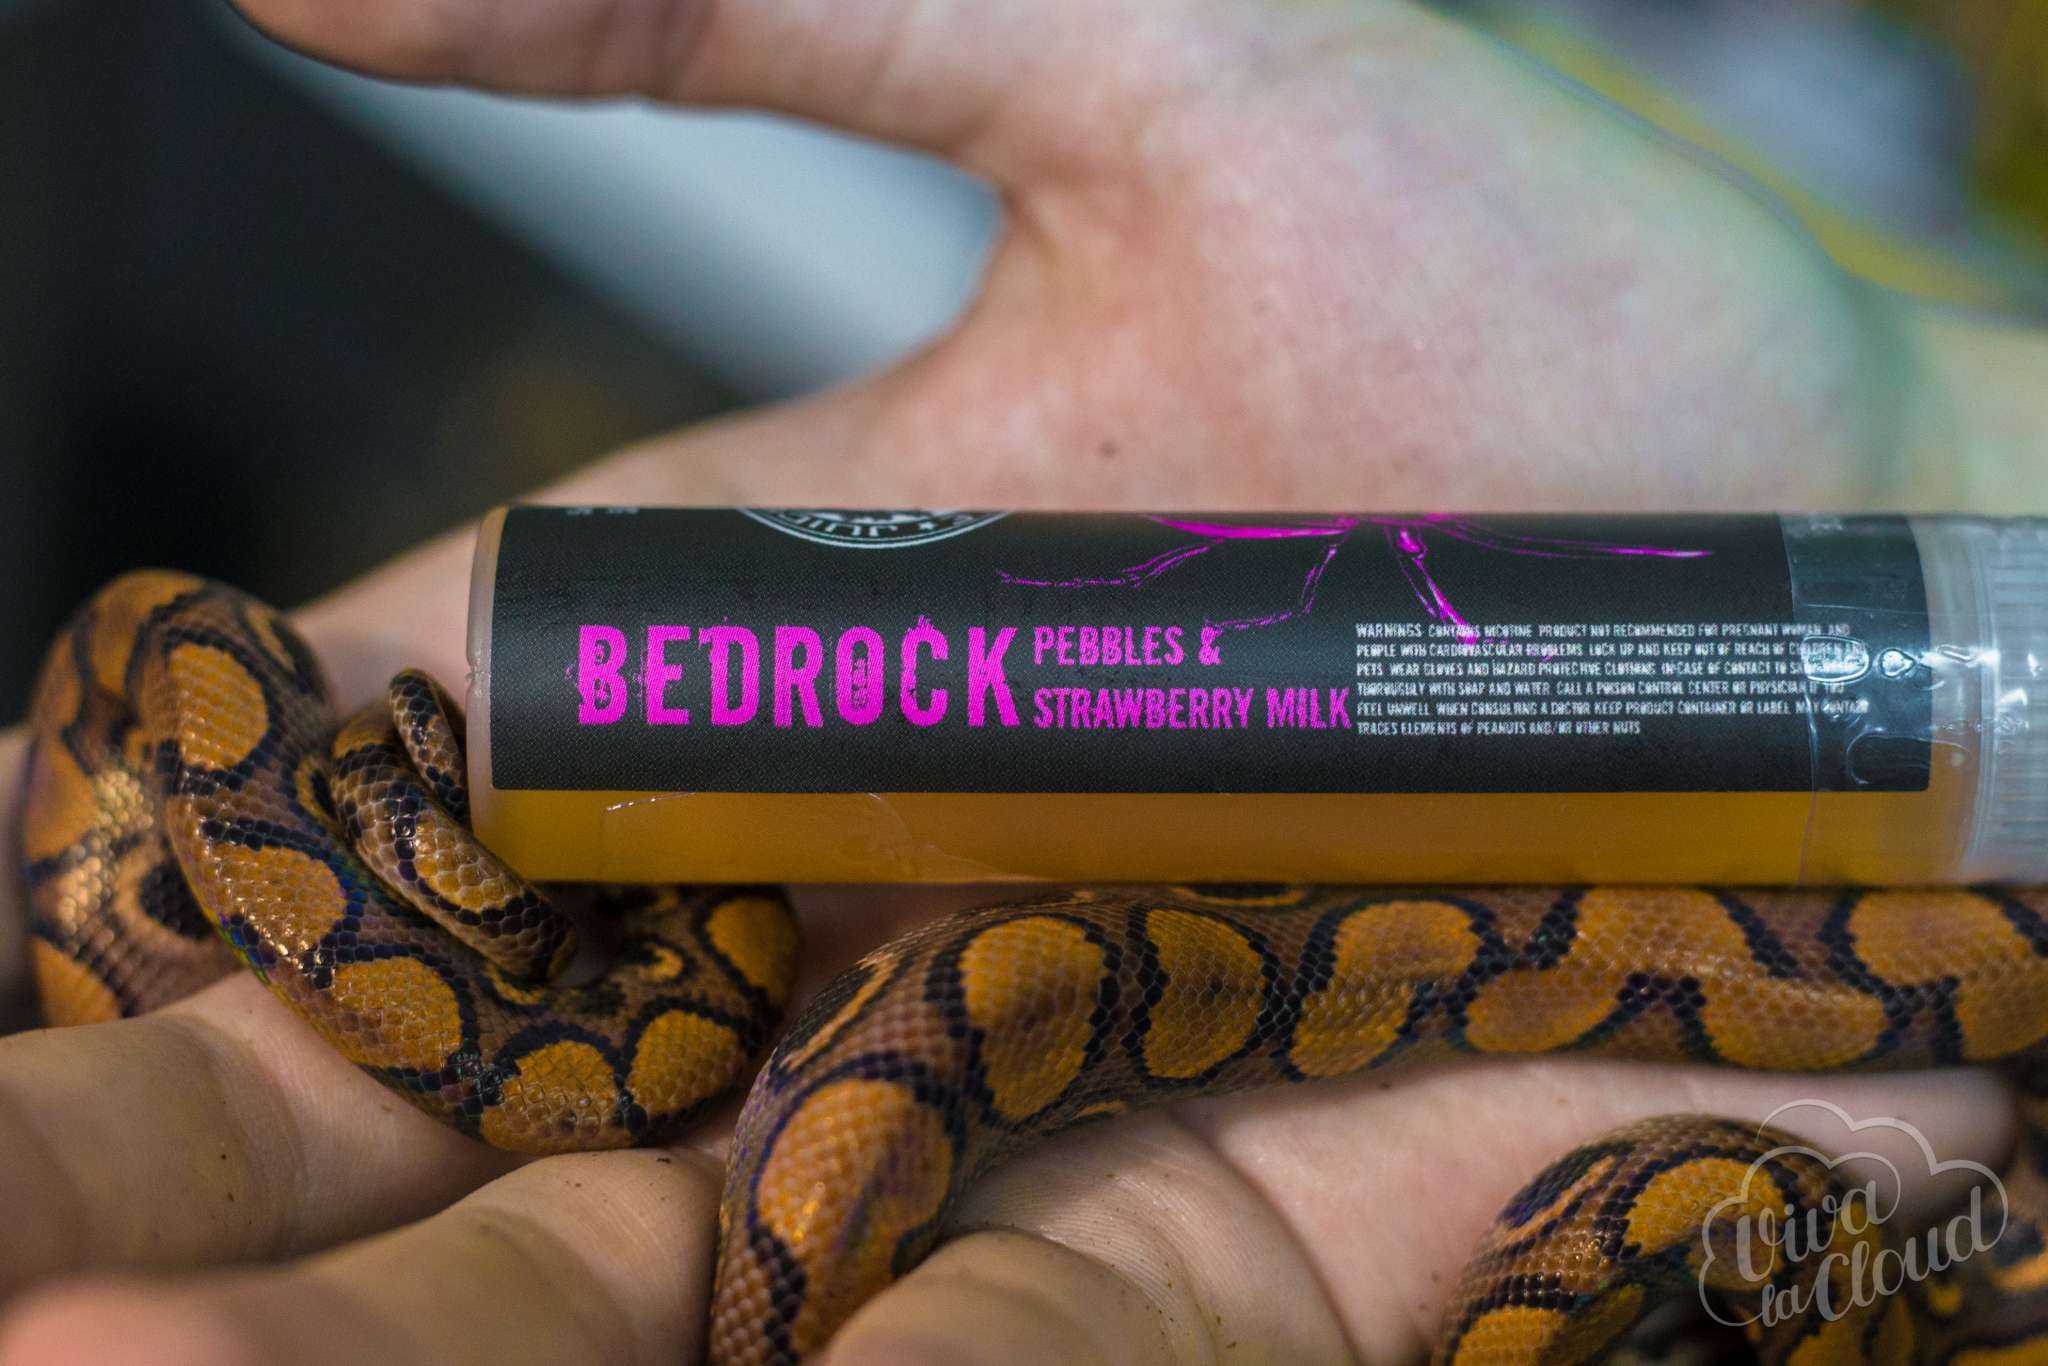 JUICE
BEDROCK
PEBBLES &
STRAWBERRY MILK
WARNINGS: CONTAINS NICOTINE. PRODUCT NOT RECOMMENDED FOR PREGNANT WOMAN, AND
PEOPLE WITH CARDIOVASCULAR PROBLEMS. LOCK UP AND KEEP OUT OF REACH OF CHILDREN AND
PETS. WEAR GLOVES AND HAZARD PROTECTIVE CLOTHING. IN CASE OF CONTACT TO SKIN
THOROUGHLY WITH SOAP AND WATER. CALL A POISON CONTROL CENTER OR PHYSICIAN IF YOU
FEEL UNWELL. WHEN CONSULTING A DOCTOR KEEP PRODUCT CONTAINER OR LABEL. MAY CONTAIN
TRACES ELEMENTS OF PEANUTS AND/OR OTHER NUTS
Viva
la Cloud